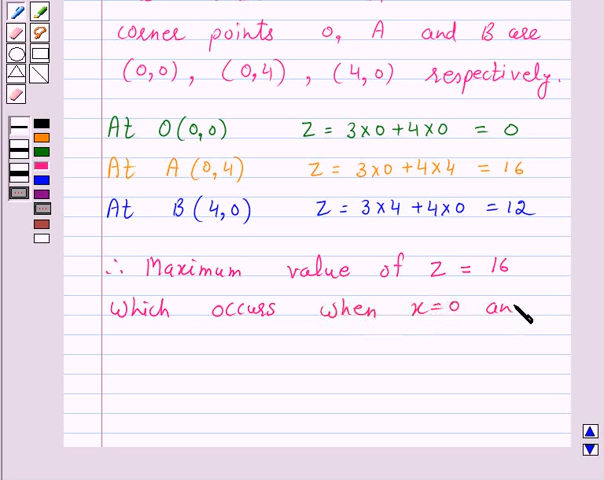 corner points O, A and B are
(0,0), (0,4), (4,0) respectively.
At O(0,0) Z = 3×0+4×0 = 0
At A(0,4) Z = 3×0+4×4 = 16
At B(4,0) Z = 3×4+4×0 = 12
∴ Maximum value of Z = 16
which occurs when x=0 an